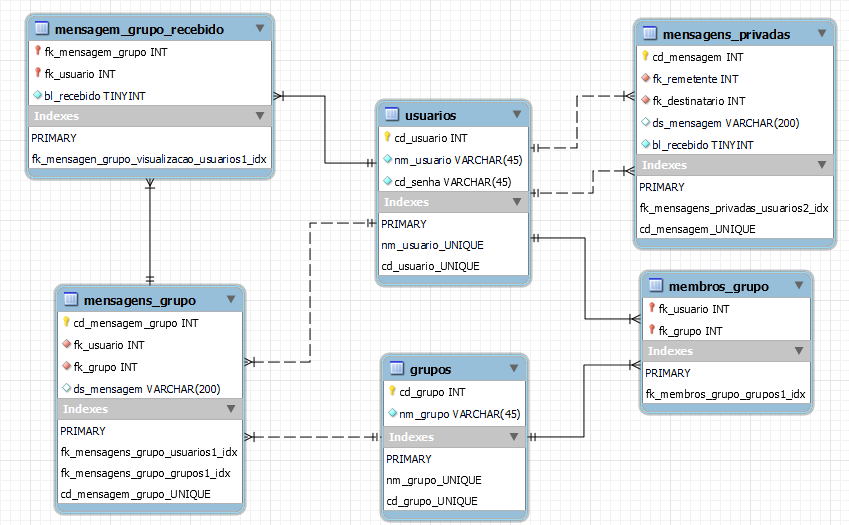 mensagem_grupo_recebido
fk_mensagem_grupo INT
fk_usuario INT
bl_recebido TINYINT
Indexes
PRIMARY
fk_mensagen_grupo_visualizacao_usuarios1_idx
usuarios
cd_usuario INT
nm_usuario VARCHAR(45)
cd_senha VARCHAR(45)
Indexes
PRIMARY
nm_usuario_UNIQUE
cd_usuario_UNIQUE
mensagens_privadas
cd_mensagem INT
fk_remetente INT
fk_destinatario INT
ds_mensagem VARCHAR(200)
bl_recebido TINYINT
Indexes
PRIMARY
fk_mensagens_privadas_usuarios2_idx
cd_mensagem_UNIQUE
mensagens_grupo
cd_mensagem_grupo INT
fk_usuario INT
fk_grupo INT
ds_mensagem VARCHAR(200)
Indexes
PRIMARY
fk_mensagens_grupo_usuarios1_idx
fk_mensagens_grupo_grupos1_idx
cd_mensagem_grupo_UNIQUE
grupos
cd_grupo INT
nm_grupo VARCHAR(45)
Indexes
PRIMARY
nm_grupo_UNIQUE
cd_grupo_UNIQUE
membros_grupo
fk_usuario INT
fk_grupo INT
Indexes
PRIMARY
fk_membros_grupo_grupos1_idx